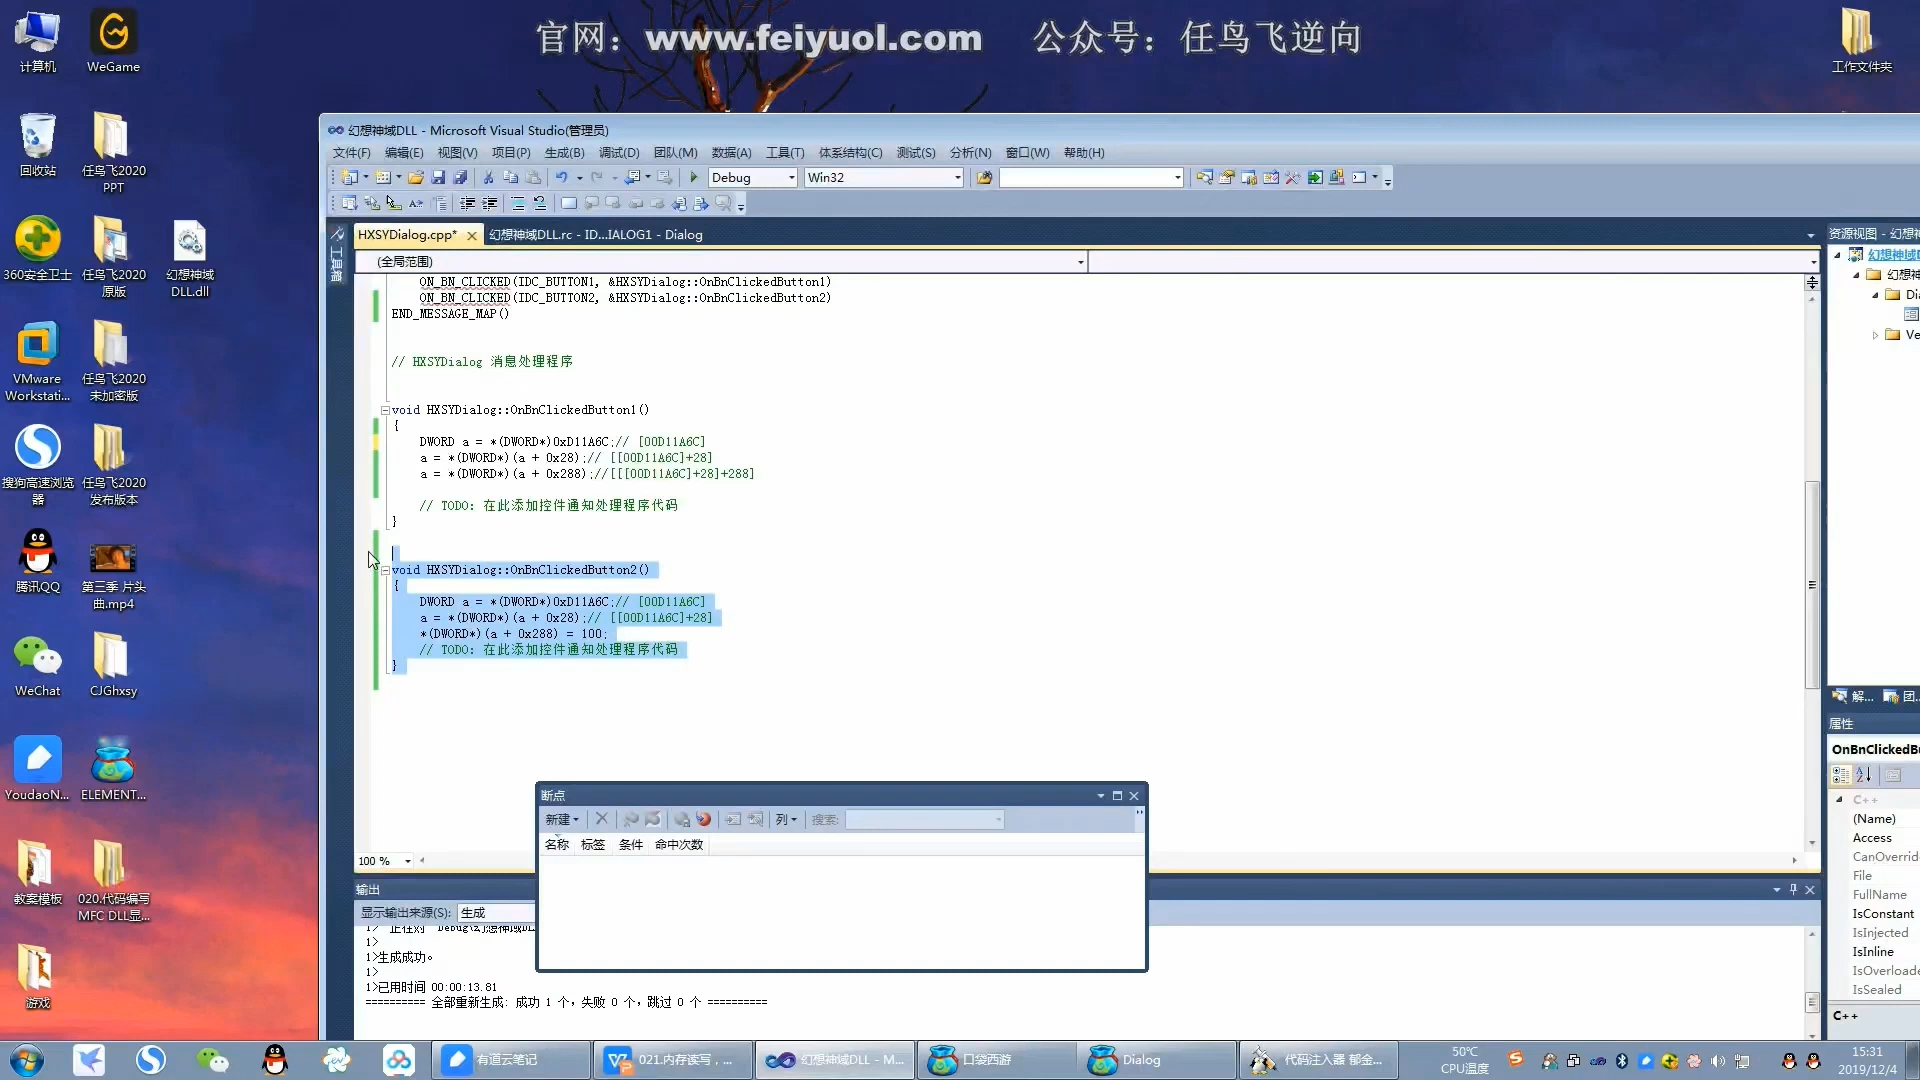 官网：www.feiyuol.com 公众号：任鸟飞逆向
计算机
WeGame
工作文件夹
回收站
任鸟飞2020
PPT
360安全卫士
任鸟飞2020
原版
幻想神域
DLL.dll
VMware
Workstati...
任鸟飞2020
未加密版
搜狗高速浏览
器
任鸟飞2020
发布版本
腾讯QQ
第三季 片头
曲.mp4
WeChat
CJGhxsy
YoudaoN...
ELEMENT...
教案模板
020.代码编写
MFC DLL显...
游戏
幻想神域DLL - Microsoft Visual Studio(管理员)
文件(F) 编辑(E) 视图(V) 项目(P) 生成(B) 调试(D) 团队(M) 数据(A) 工具(T) 体系结构(C) 测试(S) 分析(N) 窗口(W) 帮助(H)
Debug Win32
工具箱
HXSYDialog.cpp* 幻想神域DLL.rc - ID...IALOG1 - Dialog
(全局范围)
ON_BN_CLICKED(IDC_BUTTON1, &HXSYDialog::OnBnClickedButton1)
ON_BN_CLICKED(IDC_BUTTON2, &HXSYDialog::OnBnClickedButton2)
END_MESSAGE_MAP()
// HXSYDialog 消息处理程序
void HXSYDialog::OnBnClickedButton1()
{
DWORD a = *(DWORD*)0xD11A6C;// [00D11A6C]
a = *(DWORD*)(a + 0x28);// [[00D11A6C]+28]
a = *(DWORD*)(a + 0x288);//[[[00D11A6C]+28]+288]
// TODO: 在此添加控件通知处理程序代码
}
void HXSYDialog::OnBnClickedButton2()
{
DWORD a = *(DWORD*)0xD11A6C;// [00D11A6C]
a = *(DWORD*)(a + 0x28);// [[00D11A6C]+28]
*(DWORD*)(a + 0x288) = 100;
// TODO: 在此添加控件通知处理程序代码
}
100 %
断点
新建 列 搜索:
名称 标签 条件 命中次数
输出
显示输出来源(S): 生成
1>
1>生成成功。
1>
1>已用时间 00:00:13.81
========== 全部重新生成: 成功 1 个，失败 0 个，跳过 0 个 ==========
资源视图 - 幻想神
幻想神域D
幻想神
Dia
Ve
解... 团...
属性
OnBnClickedBu
C++
(Name)
Access
CanOverride
File
FullName
IsConstant
IsInjected
IsInline
IsOverloade
IsSealed
C++
有道云笔记
021.内存读写，...
幻想神域DLL - M...
口袋西游
Dialog
代码注入器 郁金...
50℃
CPU温度
15:31
2019/12/4